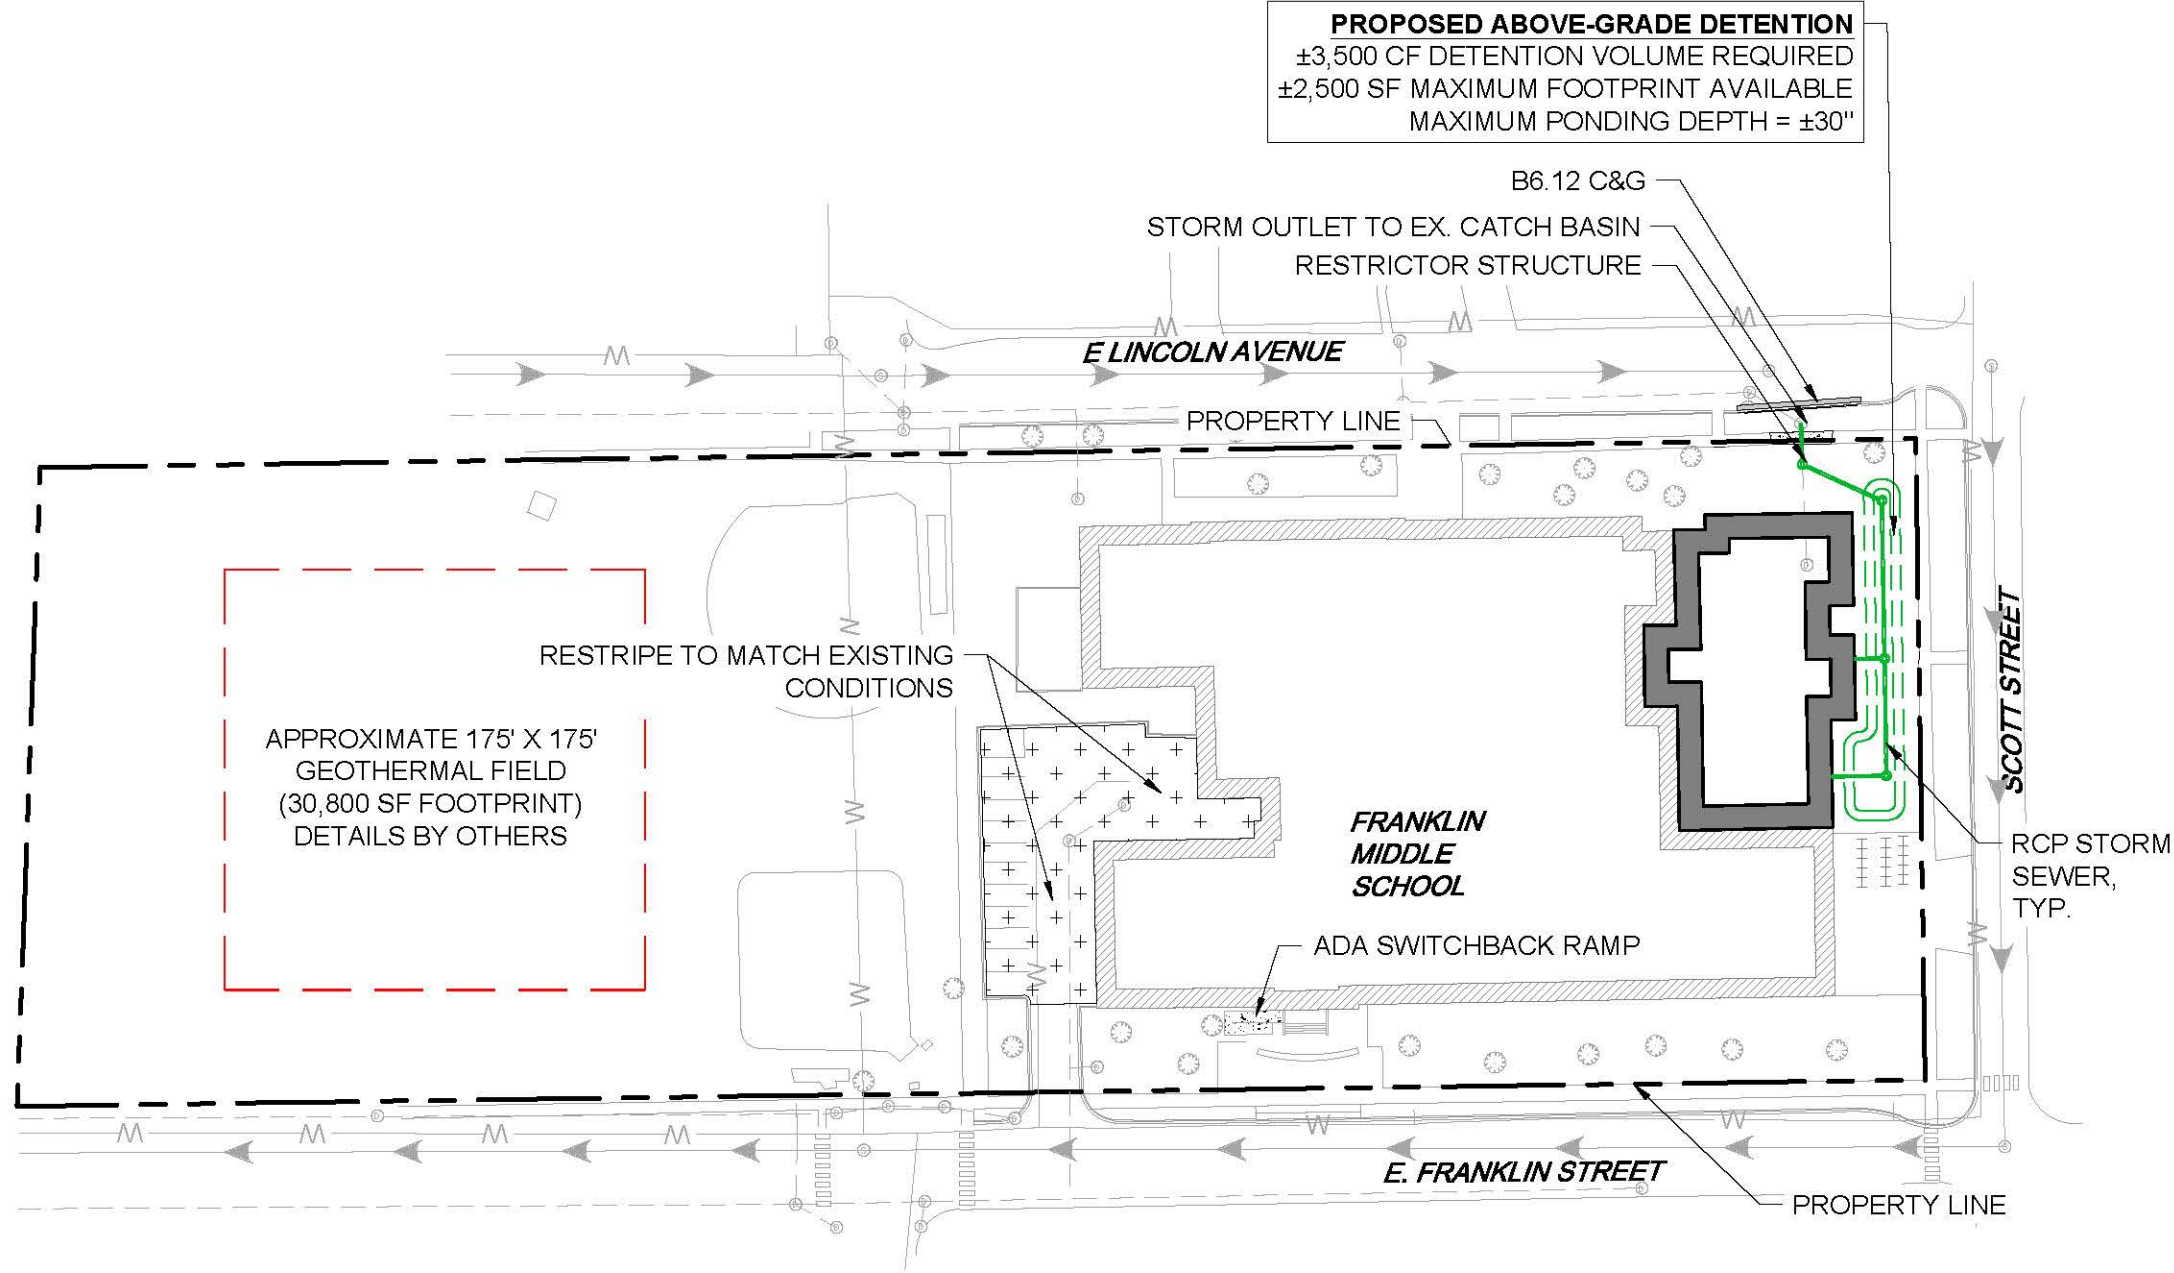 PROPOSED ABOVE-GRADE DETENTION
±3,500 CF DETENTION VOLUME REQUIRED
±2,500 SF MAXIMUM FOOTPRINT AVAILABLE
MAXIMUM PONDING DEPTH = ±30"
B6.12 C&G
STORM OUTLET TO EX. CATCH BASIN
RESTRICTOR STRUCTURE
W
W
W
W
E LINCOLN AVENUE
PROPERTY LINE
W
W
W
SCOTT STREET
RESTRIPE TO MATCH EXISTING
CONDITIONS
APPROXIMATE 175' X 175'
GEOTHERMAL FIELD
(30,800 SF FOOTPRINT)
DETAILS BY OTHERS
W
FRANKLIN
MIDDLE
SCHOOL
RCP STORM
SEWER,
TYP.
ADA SWITCHBACK RAMP
W
W
W
W
W
W
W
W
W
E. FRANKLIN STREET
PROPERTY LINE